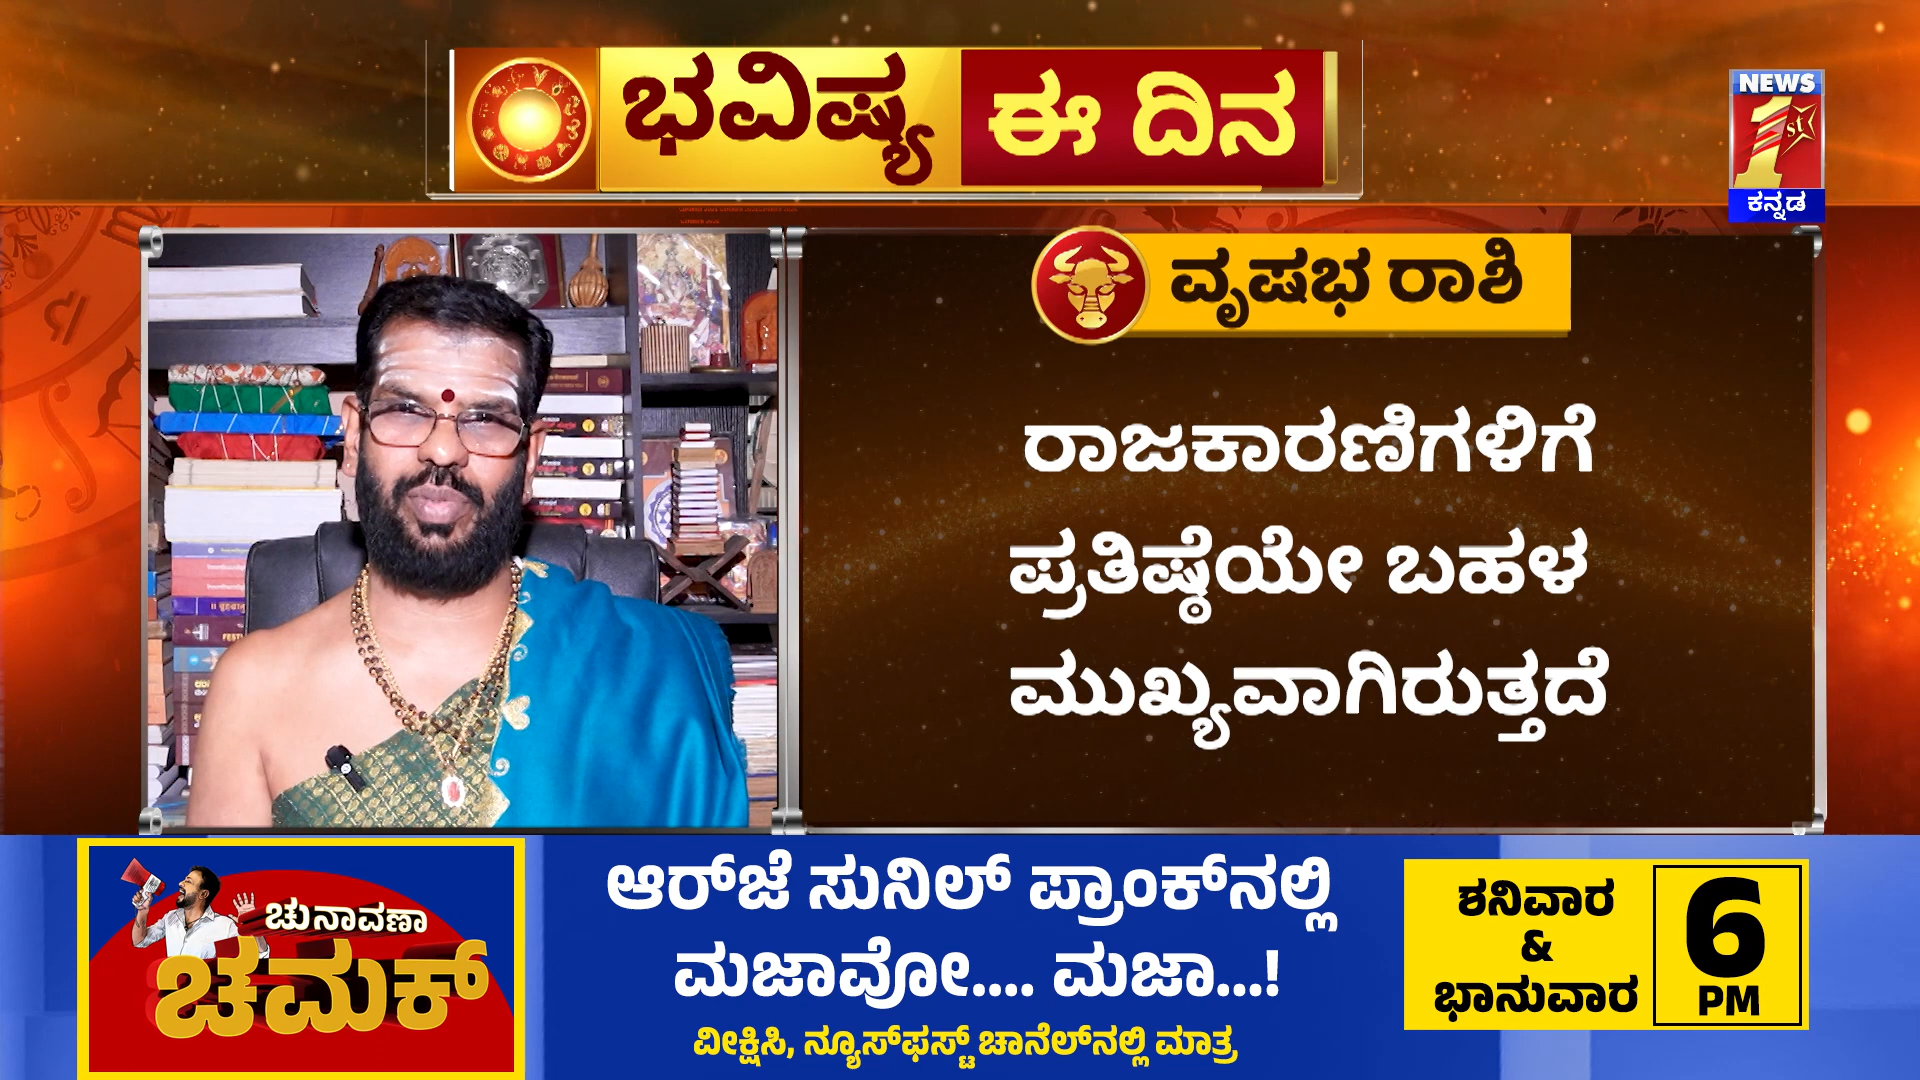 ಭವಿಷ್ಯ ಈ ದಿನ
NEWS
1st
ಕನ್ನಡ
ವೃಷಭ ರಾಶಿ
ರಾಜಕಾರಣಿಗಳಿಗೆ
ಪ್ರತಿಷ್ಠೆಯೇ ಬಹಳ
ಮುಖ್ಯವಾಗಿರುತ್ತದೆ
ಚುನಾವಣಾ
ಚಮಕ್
ಆರ್‌ಜೆ ಸುನಿಲ್ ಪ್ರಾಂಕ್‌ನಲ್ಲಿ
ಮಜಾವೋ.... ಮಜಾ...!
ವೀಕ್ಷಿಸಿ, ನ್ಯೂಸ್‌ಫಸ್ಟ್ ಚಾನೆಲ್‌ನಲ್ಲಿ ಮಾತ್ರ
ಶನಿವಾರ
&
ಭಾನುವಾರ
6
PM